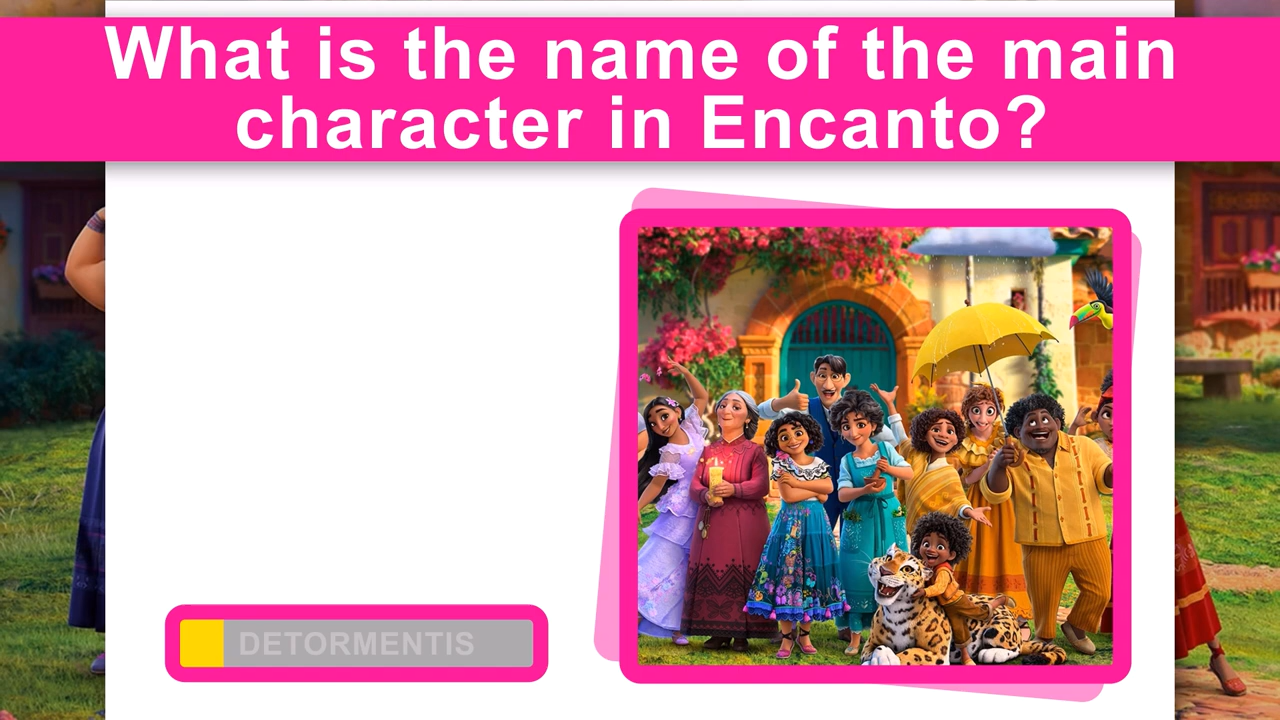 What is the name of the main
character in Encanto?
DETORMENTIS